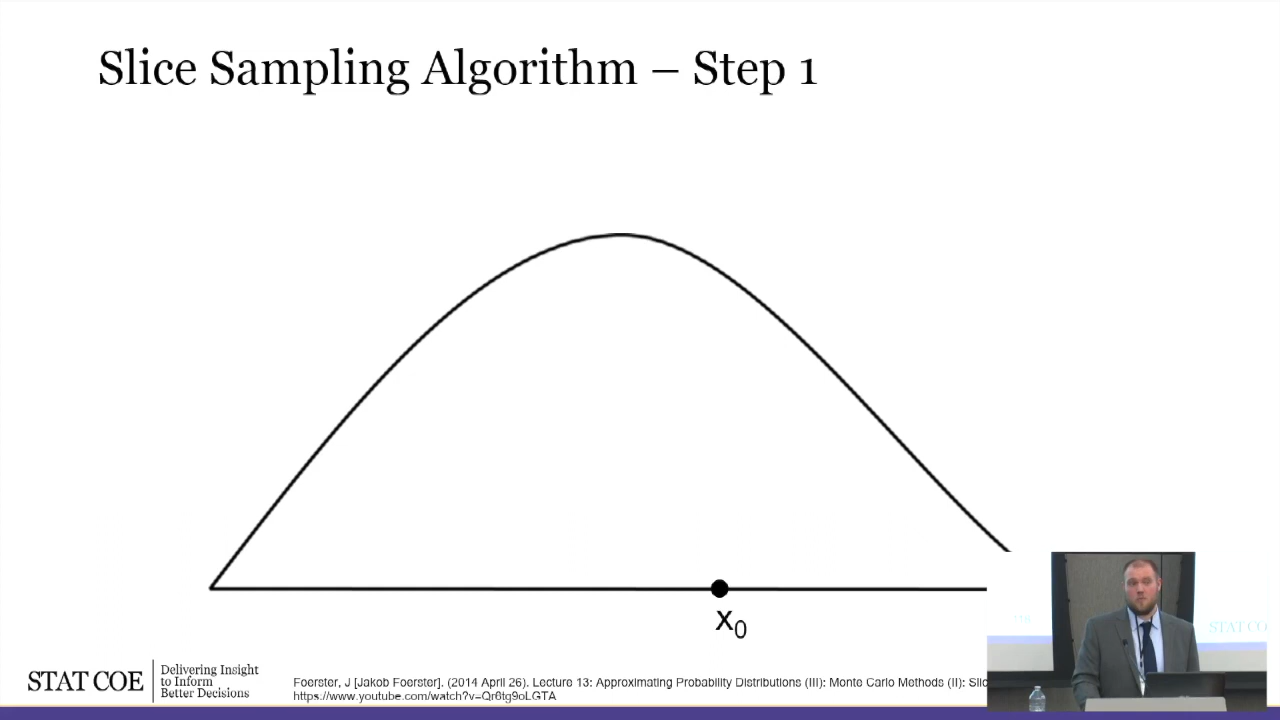 Slice Sampling Algorithm – Step 1
x0
STAT COE
Delivering Insight
to Inform
Better Decisions
Foerster, J [Jakob Foerster]. (2014 April 26). Lecture 13: Approximating Probability Distributions (III): Monte Carlo Methods (II): Slic
https://www.youtube.com/watch?v=Qr6tg9oLGTA
STAT CO